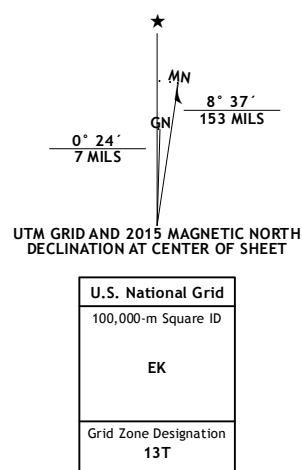 ★
MN
8° 37´
153 MILS
GN
0° 24´
7 MILS
UTM GRID AND 2015 MAGNETIC NORTH
DECLINATION AT CENTER OF SHEET
U.S. National Grid
100,000-m Square ID
EK
Grid Zone Designation
13T